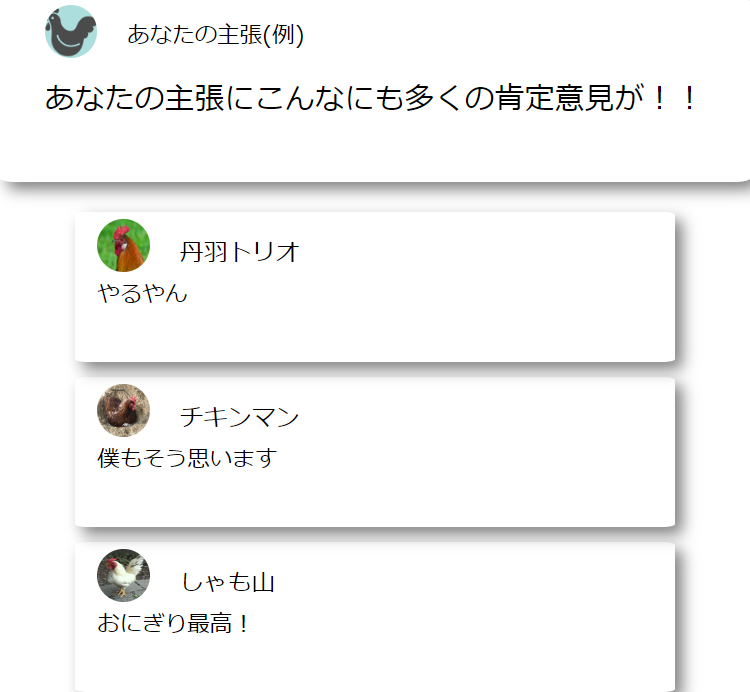 あなたの主張(例)
あなたの主張にこんなにも多くの肯定意見が！！
丹羽トリオ
やるやん
チキンマン
僕もそう思います
しゃも山
おにぎり最高！